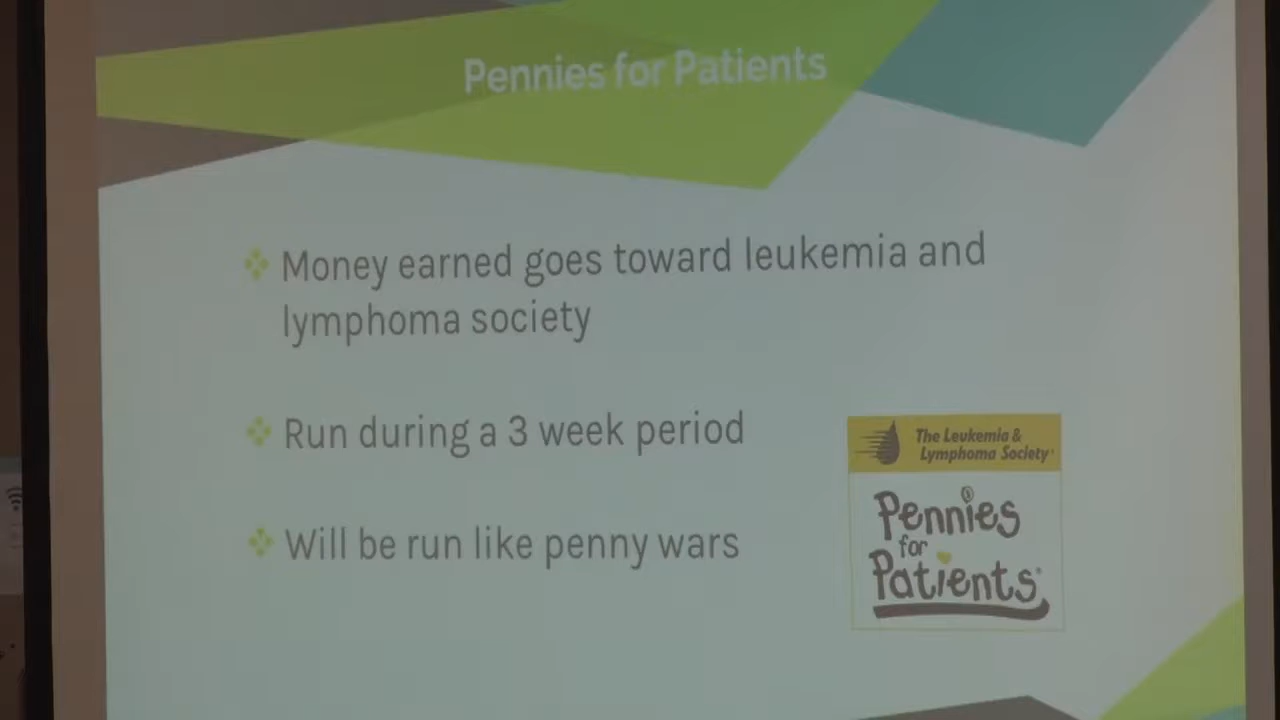 Pennies for Patients
Money earned goes toward leukemia and
lymphoma society
Run during a 3 week period
Will be run like penny wars
The Leukemia &
Lymphoma Society
Pennies
for
Patients